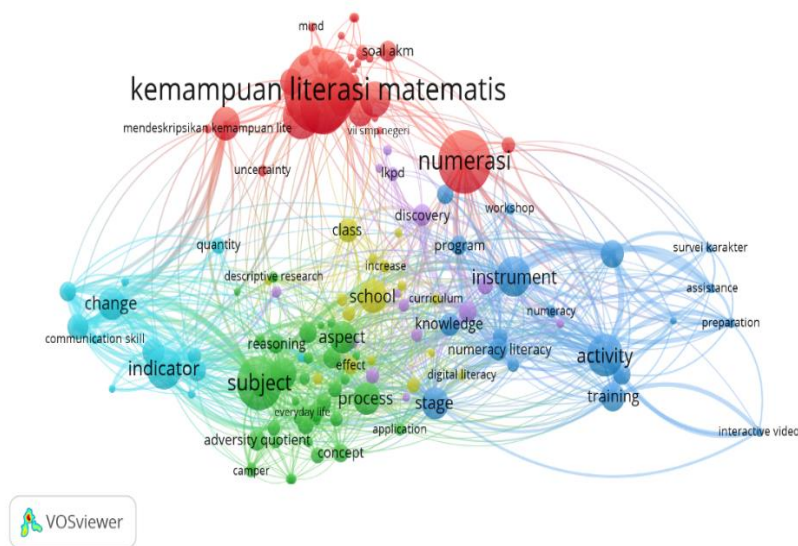 mind
soal akm
kemampuan literasi matematis
mendeskripsikan kemampuan lite
vii smp negeri
numerasi
uncertainty
lkpd
discovery
workshop
class
program
quantity
survei karakter
increase
descriptive research
instrument
school
curriculum
assistance
change
numeracy
knowledge
preparation
communication skill
reasoning
aspect
numeracy literacy
activity
effect
indicator
digital literacy
subject
process
stage
training
everyday life
application
interactive video
adversity quotient
concept
camper
VOSviewer